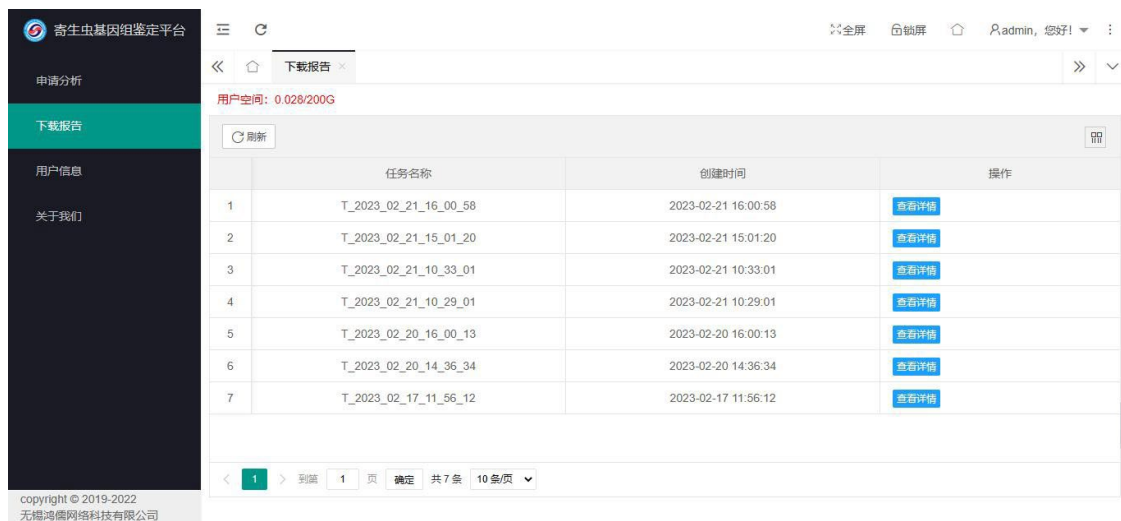 寄生虫基因组鉴定平台
全屏 锁屏 admin，您好！
申请分析
下载报告
用户信息
关于我们
下载报告 ×
用户空间：0.028/200G
刷新
任务名称 创建时间 操作
1 T_2023_02_21_16_00_58 2023-02-21 16:00:58 查看详情
2 T_2023_02_21_15_01_20 2023-02-21 15:01:20 查看详情
3 T_2023_02_21_10_33_01 2023-02-21 10:33:01 查看详情
4 T_2023_02_21_10_29_01 2023-02-21 10:29:01 查看详情
5 T_2023_02_20_16_00_13 2023-02-20 16:00:13 查看详情
6 T_2023_02_20_14_36_34 2023-02-20 14:36:34 查看详情
7 T_2023_02_17_11_56_12 2023-02-17 11:56:12 查看详情
1 到第 1 页 确定 共 7 条 10 条/页
copyright © 2019-2022
无锡鸿儒网络科技有限公司